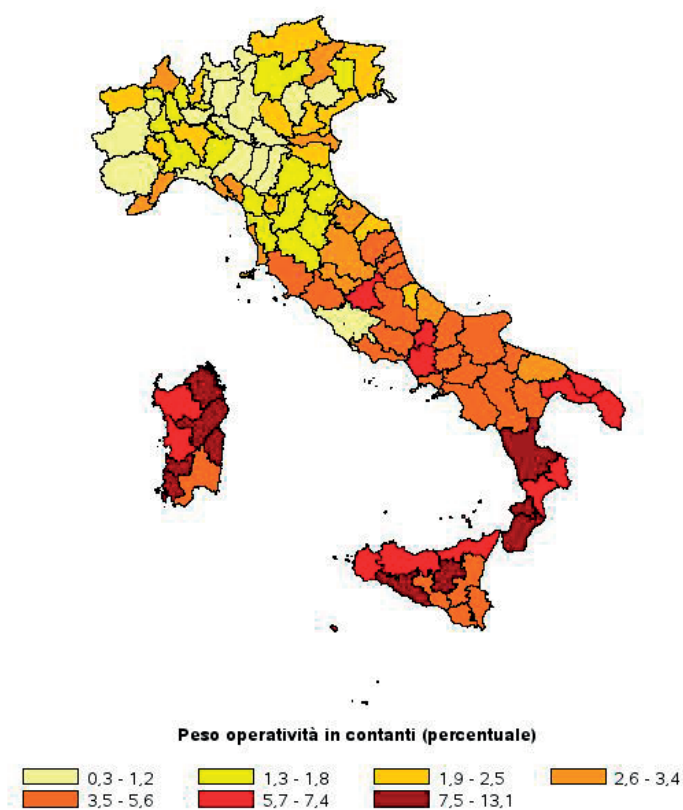 Peso operatività in contanti (percentuale)
0,3 - 1,2 1,3 - 1,8 1,9 - 2,5 2,6 - 3,4
3,5 - 5,6 5,7 - 7,4 7,5 - 13,1